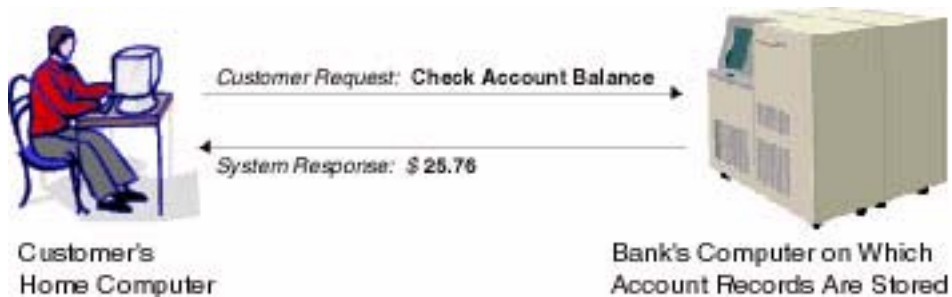 Customer Request: Check Account Balance
System Response: $ 25.76
Customer's
Home Computer
Bank's Computer on Which
Account Records Are Stored